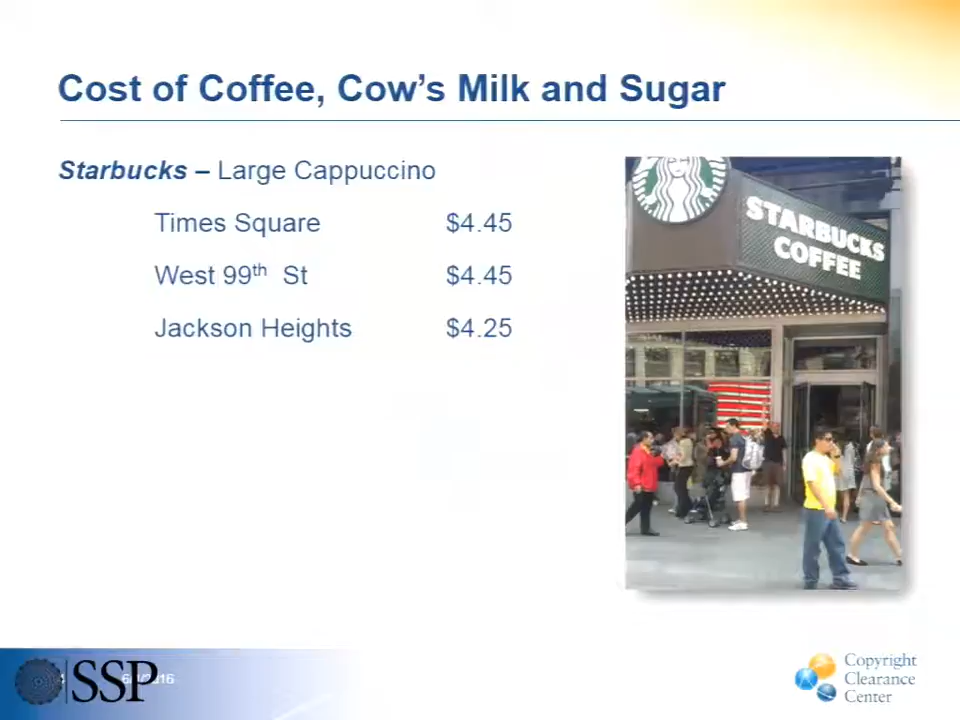 Cost of Coffee, Cow's Milk and Sugar
Starbucks – Large Cappuccino
Times Square $4.45
West 99th St $4.45
Jackson Heights $4.25
STARBUCKS
COFFEE
SSP
Copyright
Clearance
Center